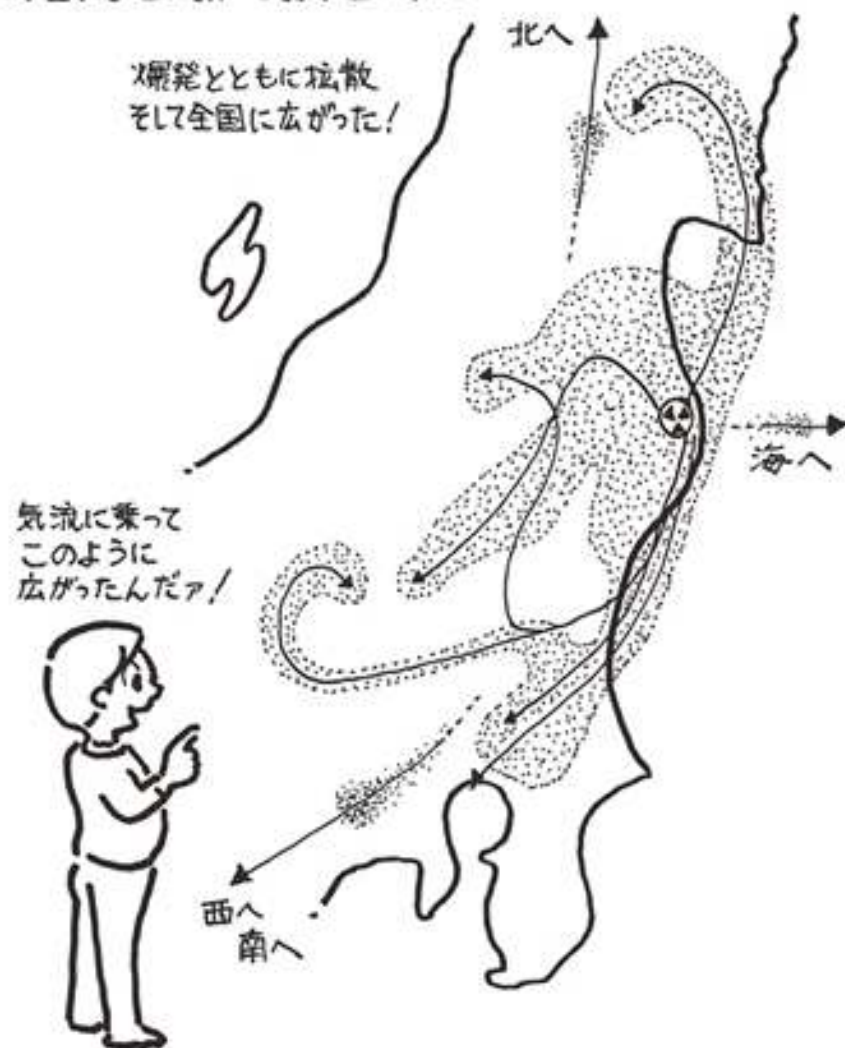 爆発とともに拡散
そして全国に広がった!
北へ
海へ
気流に乗って
このように
広がったんだァ!
西へ
南へ